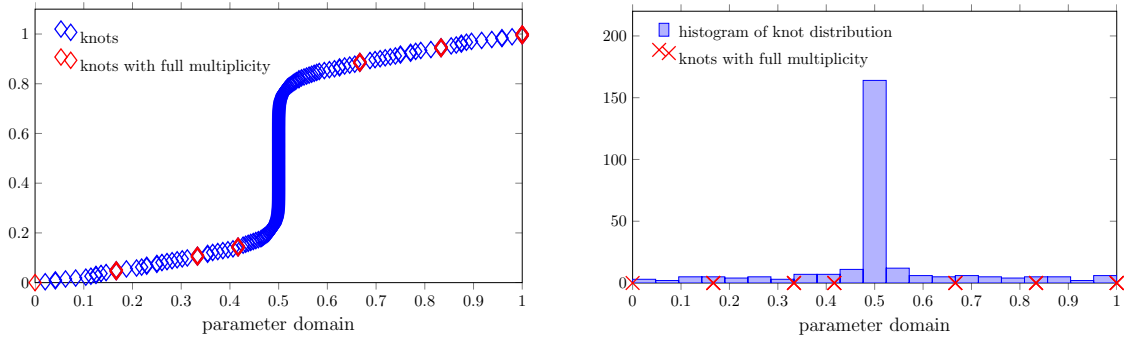 1
0.8
0.6
0.4
0.2
0
0 0.1 0.2 0.3 0.4 0.5 0.6 0.7 0.8 0.9 1
parameter domain
knots
knots with full multiplicity
200
150
100
50
0
0 0.1 0.2 0.3 0.4 0.5 0.6 0.7 0.8 0.9 1
parameter domain
histogram of knot distribution
knots with full multiplicity